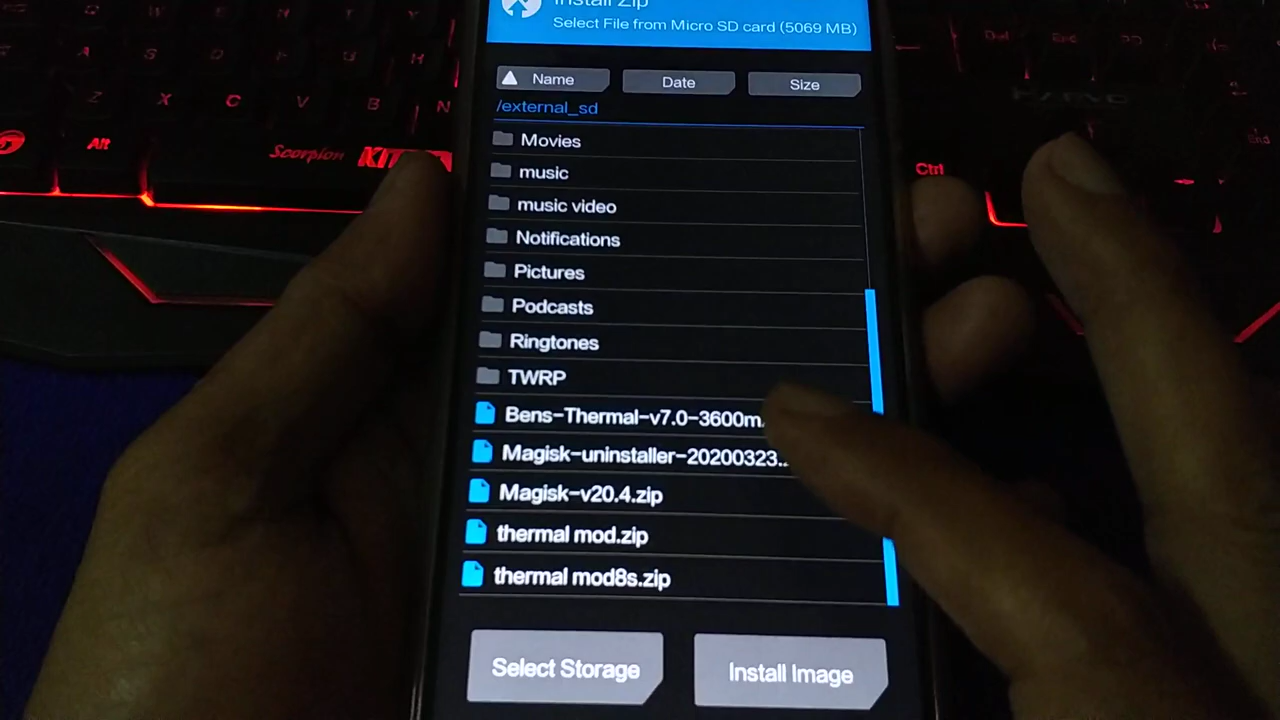 Install Zip
Select File from Micro SD card (5069 MB)
Name
Date
Size
/external_sd
Movies
music
music video
Notifications
Pictures
Podcasts
Ringtones
TWRP
Bens-Thermal-v7.0-3600m
Magisk-uninstaller-20200323.
Magisk-v20.4.zip
thermal mod.zip
thermal mod8s.zip
Select Storage
Install Image
A
S
D
F
G
H
Z
X
C
V
B
N
Alt
Scorpion
Ctrl
Del
End